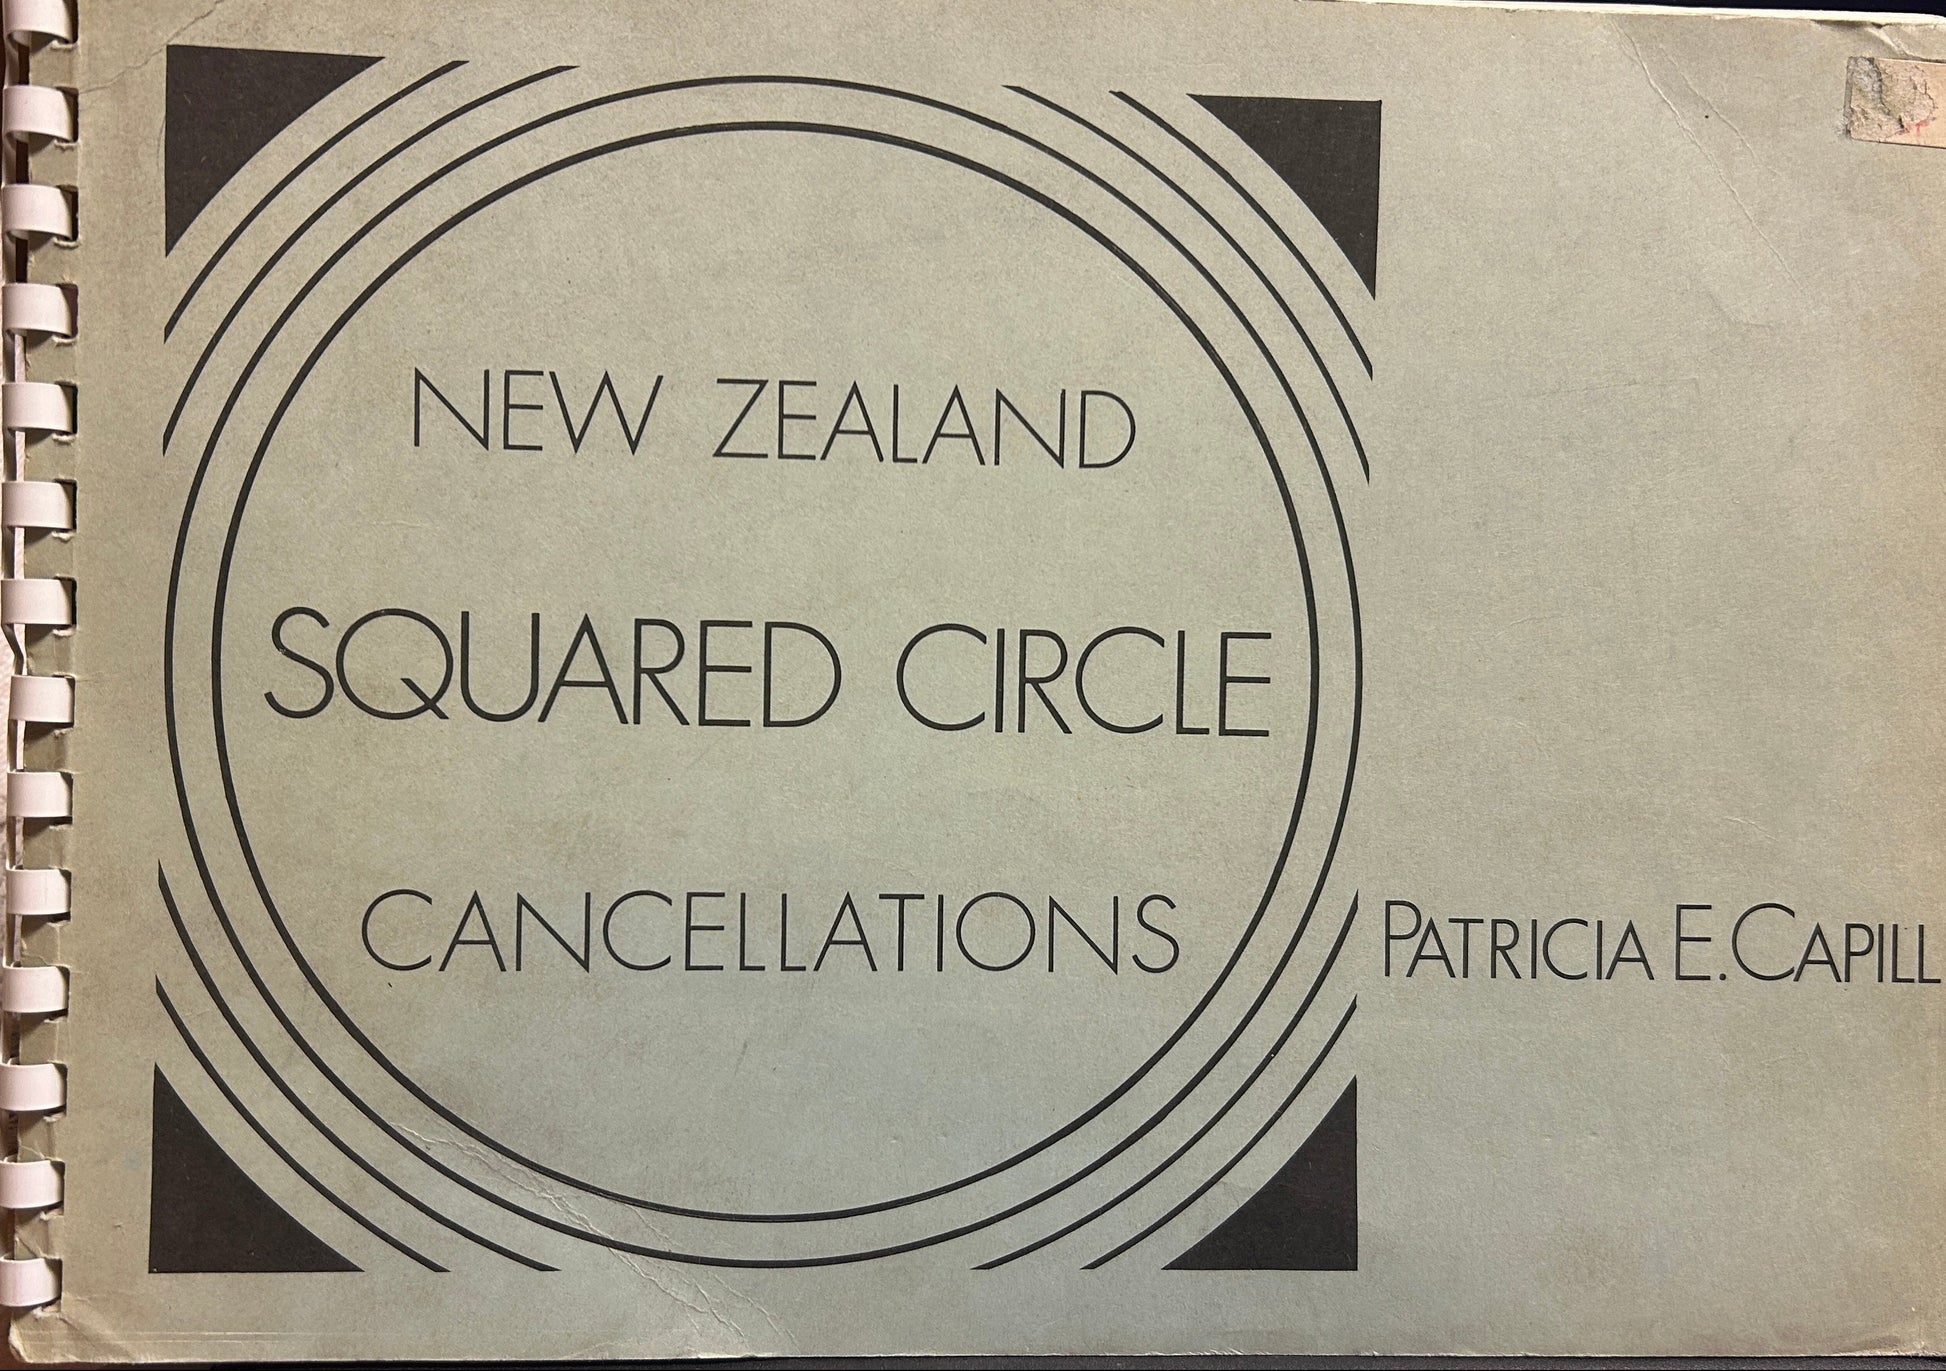 NEW ZEALAND
SQUARED CIRCLE
CANCELLATIONS
PATRICIA E. CAPILL